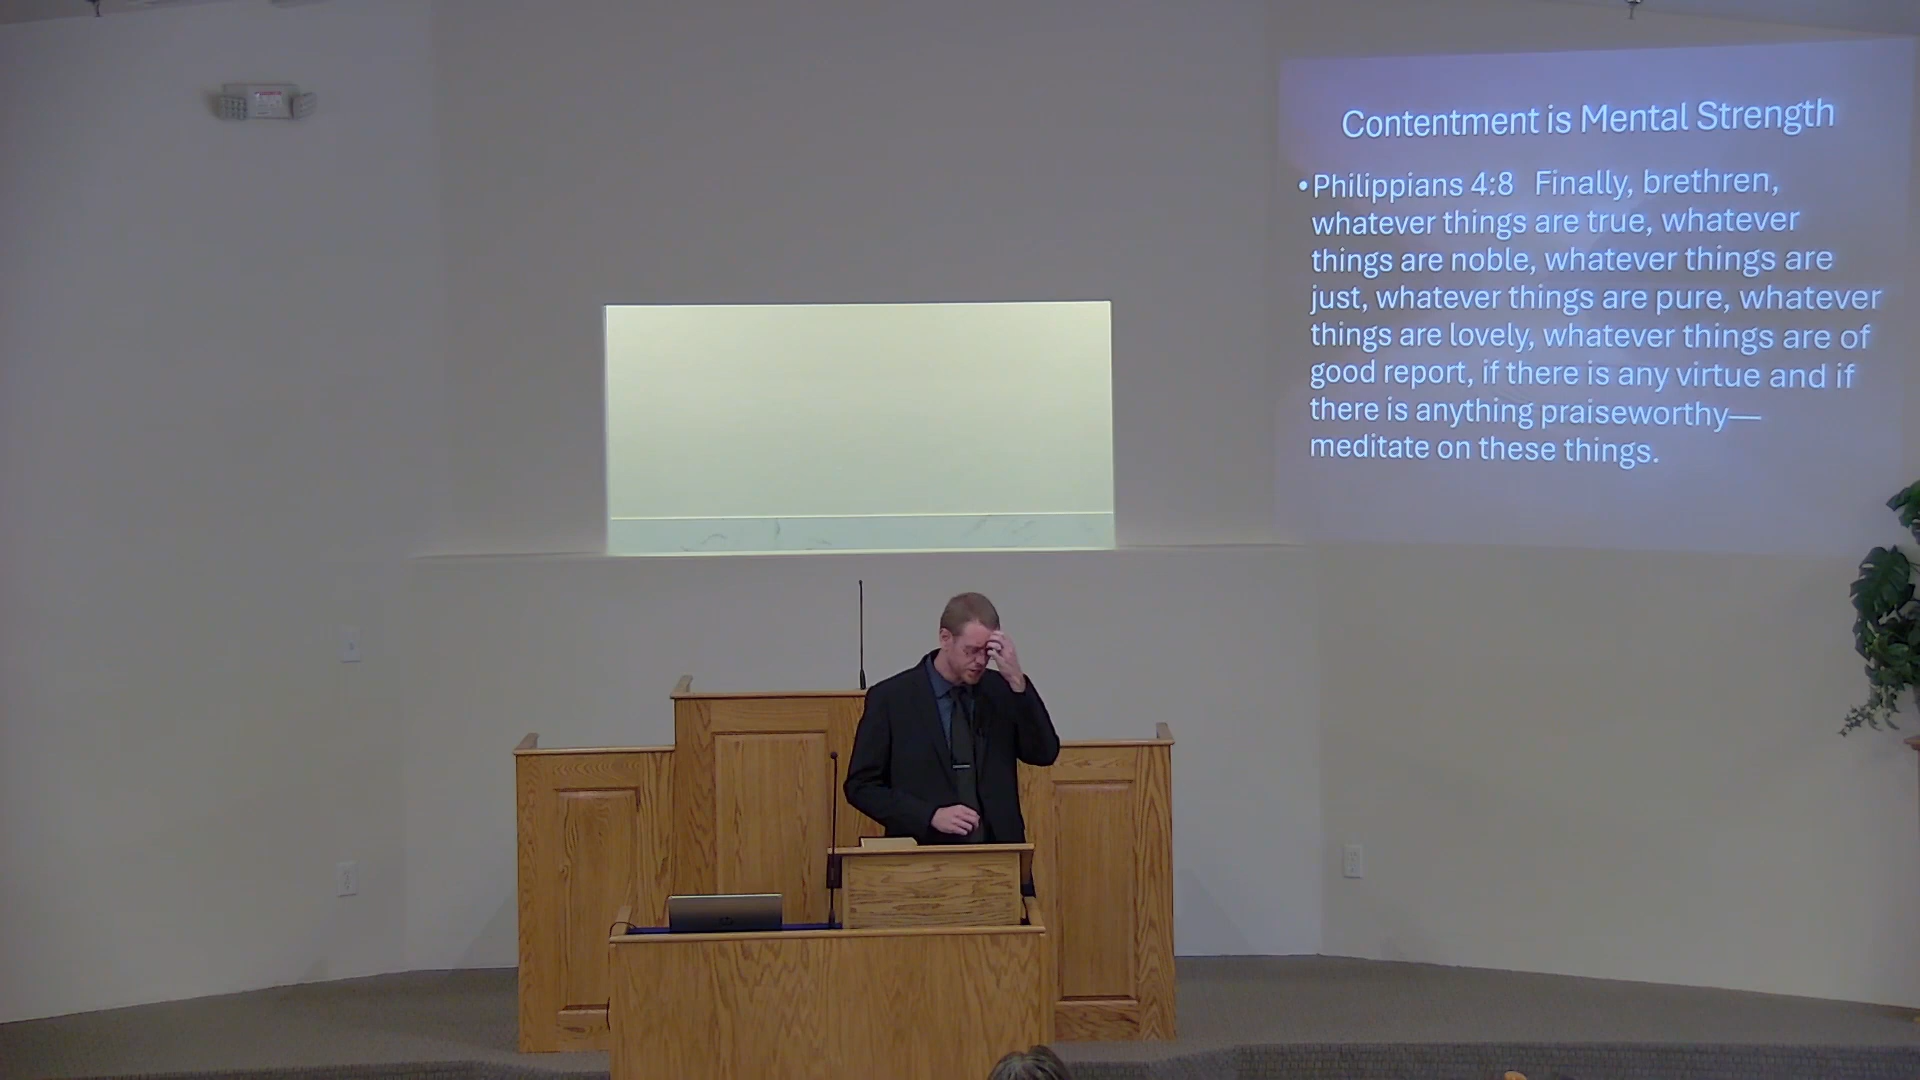 Contentment is Mental Strength
•Philippians 4:8 Finally, brethren,
whatever things are true, whatever
things are noble, whatever things are
just, whatever things are pure, whatever
things are lovely, whatever things are of
good report, if there is any virtue and if
there is anything praiseworthy—
meditate on these things.